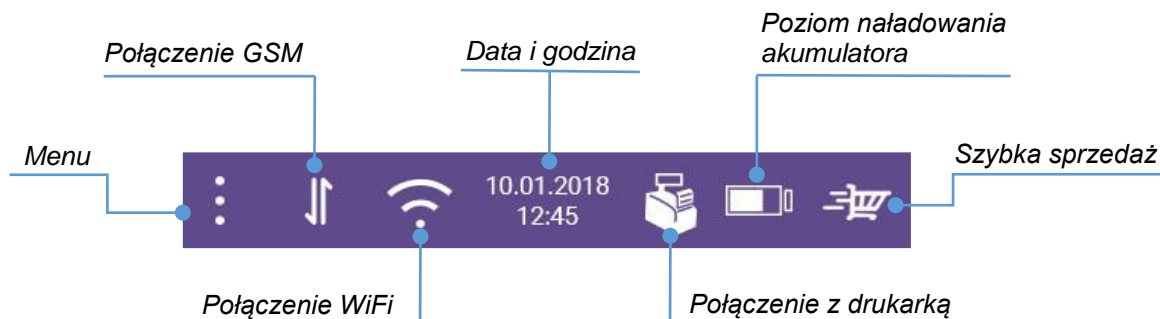 Poziom naładowania
akumulatora
Połączenie GSM
Data i godzina
Menu
Szybka sprzedaż
10.01.2018
12:45
Połączenie WiFi
Połączenie z drukarką